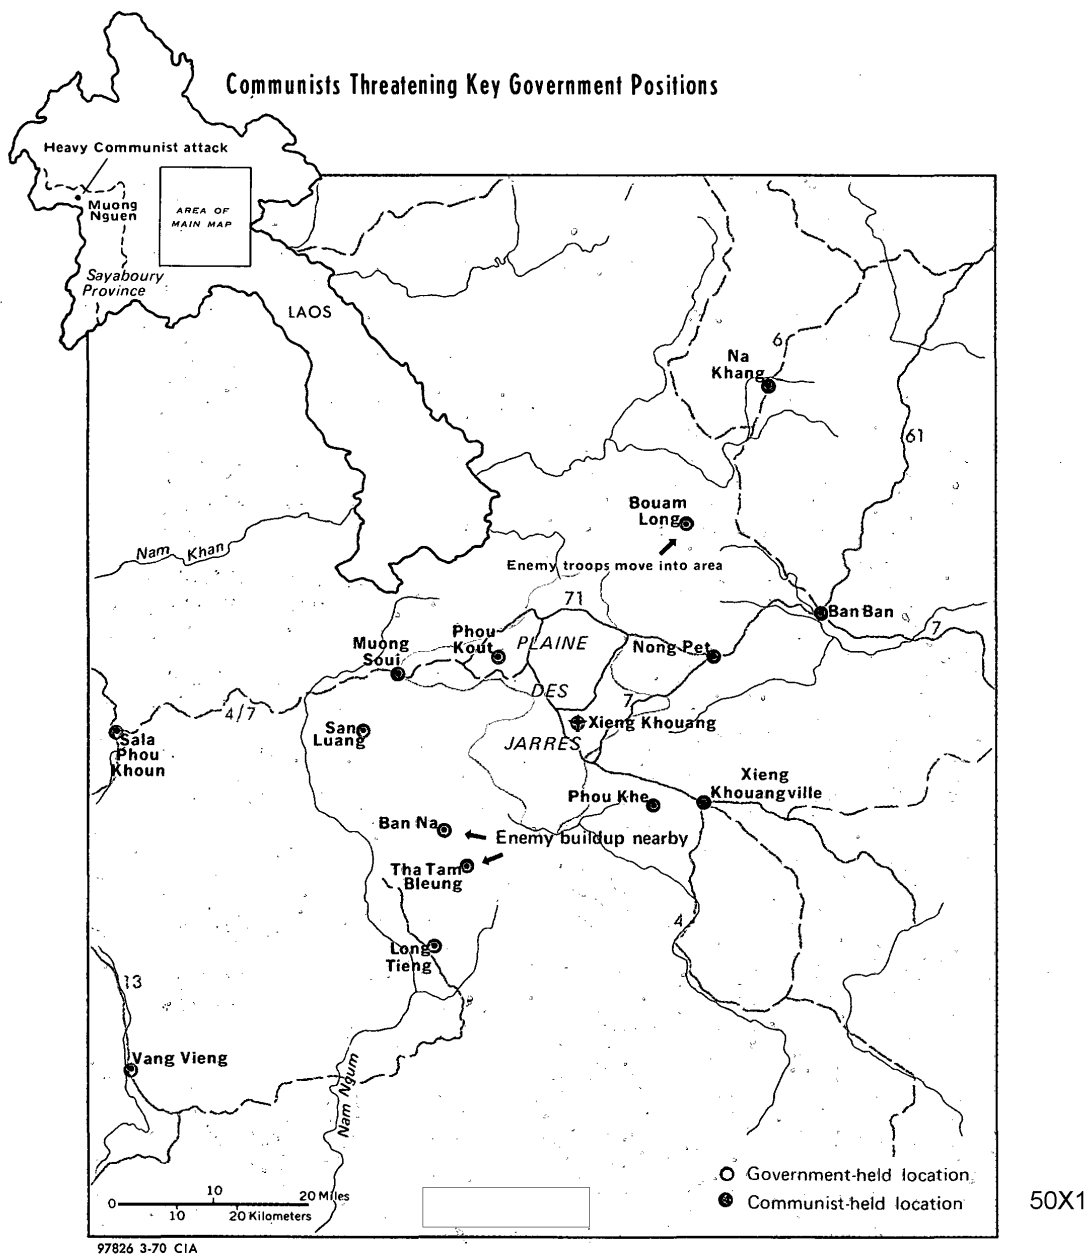 Communists Threatening Key Government Positions
Heavy Communist attack
Muong
Nguen
AREA OF
MAIN MAP
Sayaboury
Province
LAOS
6
Na
Khang
61
Bouam
Long
Nam Khan
Enemy troops move into area
71
Ban Ban
7
Phou
Kout
PLAINE
Muong
Soui
Nong Pet
DES
7
4/7
San
Luang
Xieng Khouang
JARRES
Sala
Phou
Khoun
Xieng
Khouangville
Phou Khe
Ban Na
Enemy buildup nearby
Tha Tam
Bleung
4
Long
Tieng
13
Vang Vieng
Nam Ngum
Government-held location
Communist-held location
50X1
0 10 20 Miles
10 20 Kilometers
97826 3-70 CIA